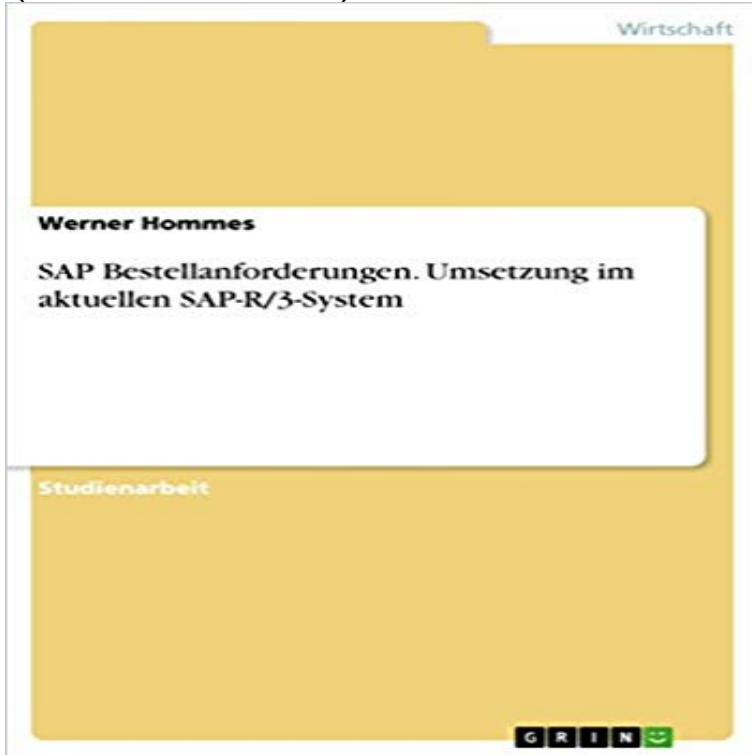 Wirtschaft
Werner Hommes
SAP Bestellanforderungen. Umsetzung im
aktuellen SAP-R/3-System
Studienarbeit
GRIN